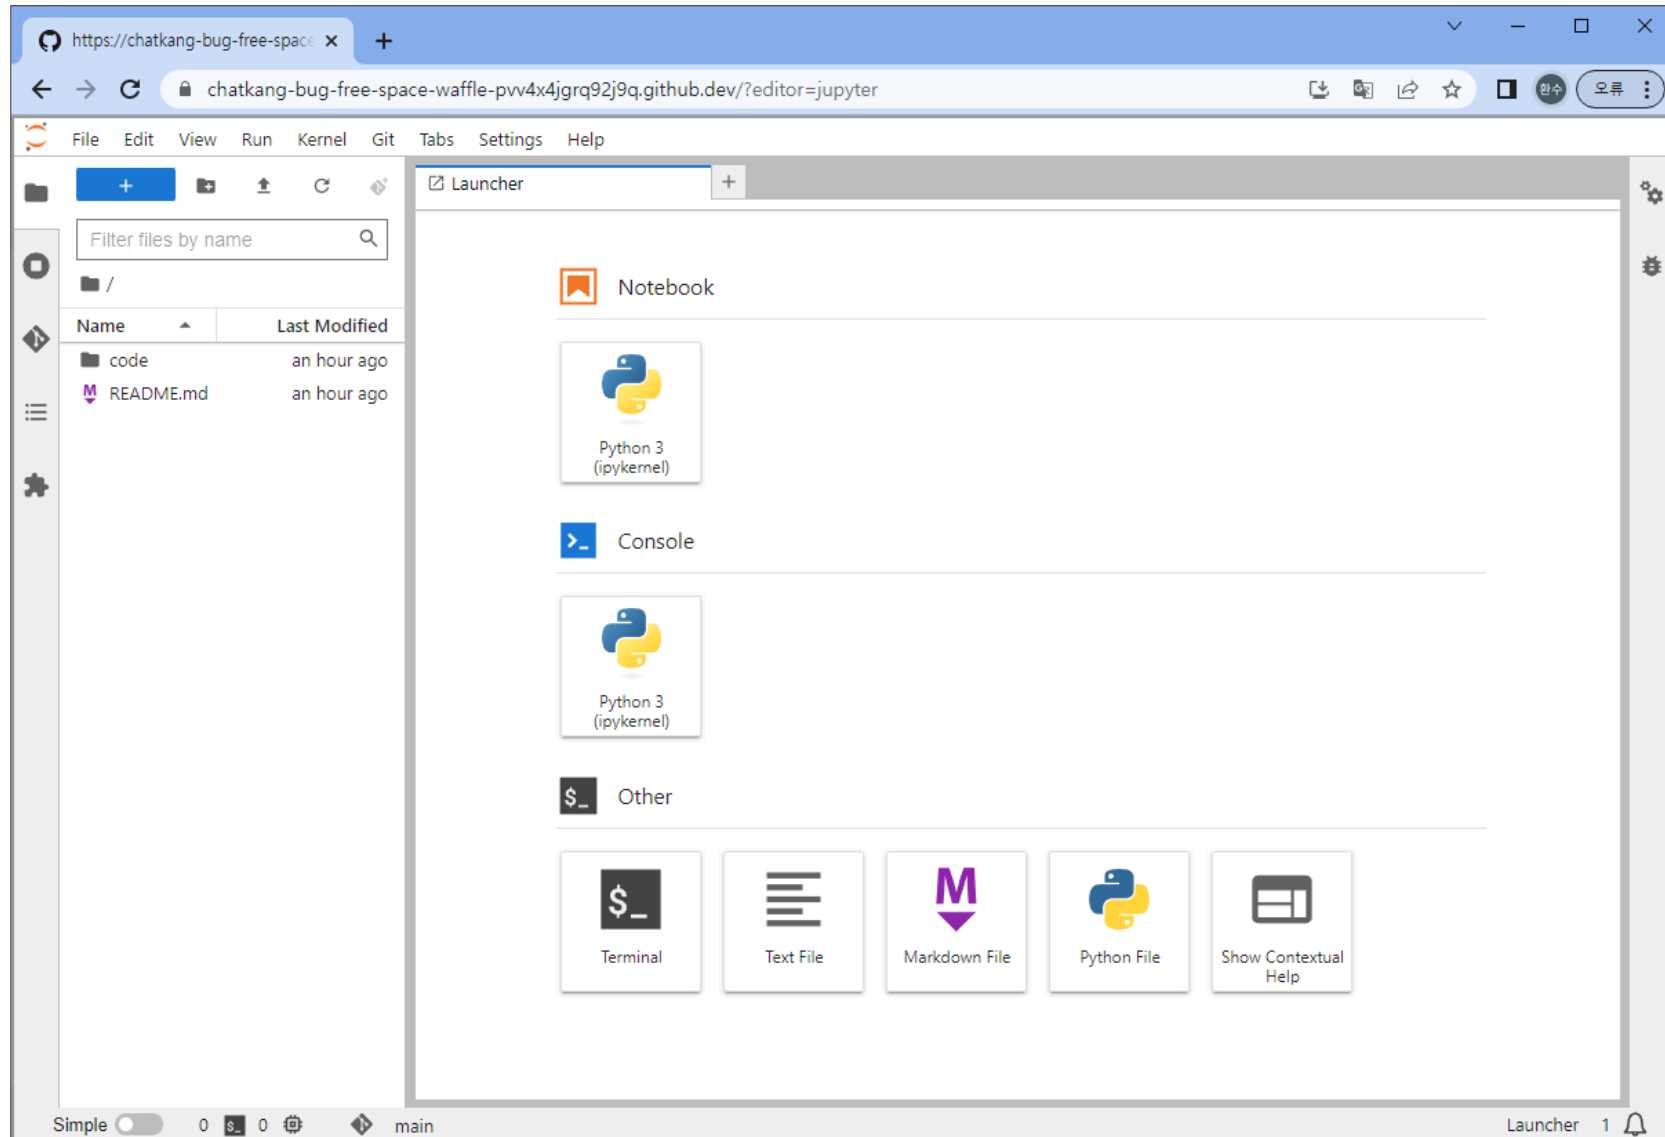 https://chatkang-bug-free-space
chatkang-bug-free-space-waffle-pvv4x4jgrq92j9q.github.dev/?editor=jupyter
환수
오류
File Edit View Run Kernel Git Tabs Settings Help
Launcher
Filter files by name
/
Name Last Modified
code an hour ago
README.md an hour ago
Notebook
Python 3
(ipykernel)
Console
Python 3
(ipykernel)
$_ Other
$_
Terminal
Text File
M
Markdown File
Python File
Show Contextual
Help
Simple 0 $_ 0 main Launcher 1